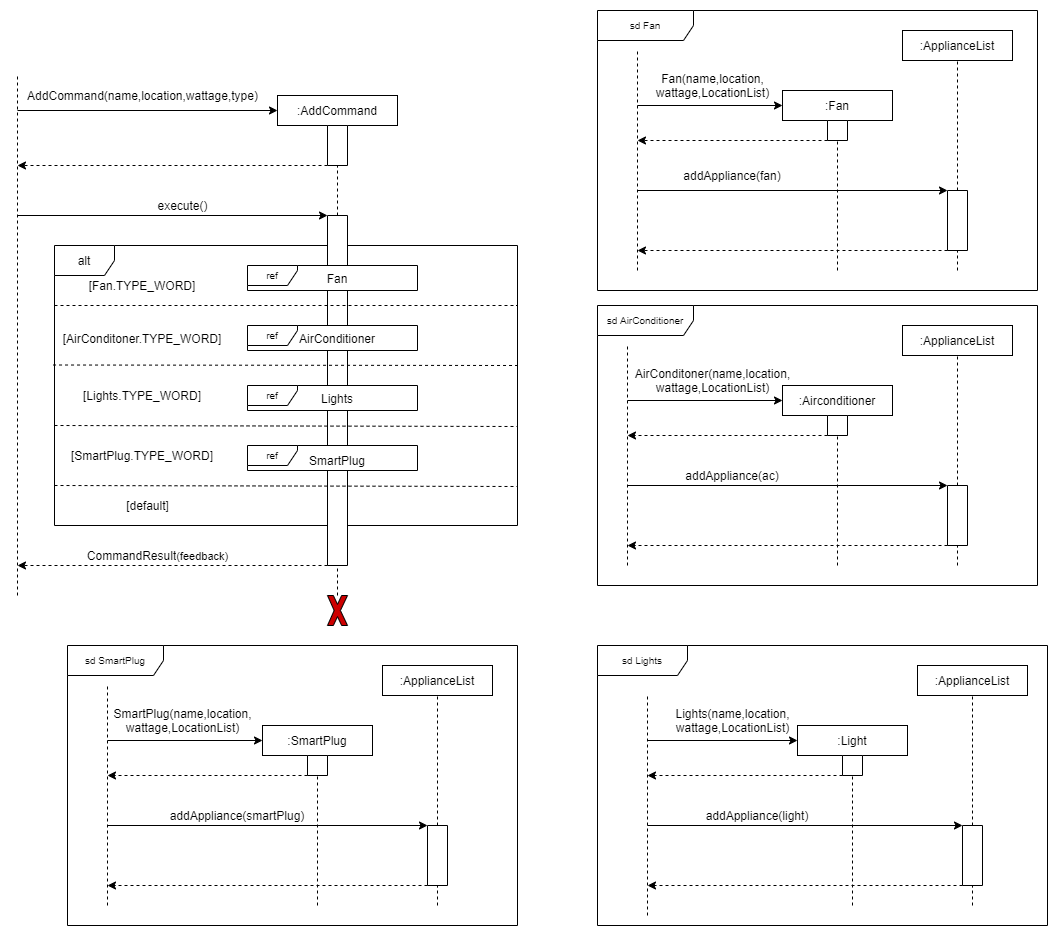 AddCommand(name,location,wattage,type)
:AddCommand
execute()
alt
[Fan.TYPE_WORD]
ref
Fan
[AirConditoner.TYPE_WORD]
ref
AirConditioner
[Lights.TYPE_WORD]
ref
Lights
[SmartPlug.TYPE_WORD]
ref
SmartPlug
[default]
CommandResult(feedback)
X
sd Fan
:ApplianceList
Fan(name,location,
wattage,LocationList)
:Fan
addAppliance(fan)
sd AirConditioner
:ApplianceList
AirConditoner(name,location,
wattage,LocationList)
:Airconditioner
addAppliance(ac)
sd SmartPlug
:ApplianceList
SmartPlug(name,location,
wattage,LocationList)
:SmartPlug
addAppliance(smartPlug)
sd Lights
:ApplianceList
Lights(name,location,
wattage,LocationList)
:Light
addAppliance(light)